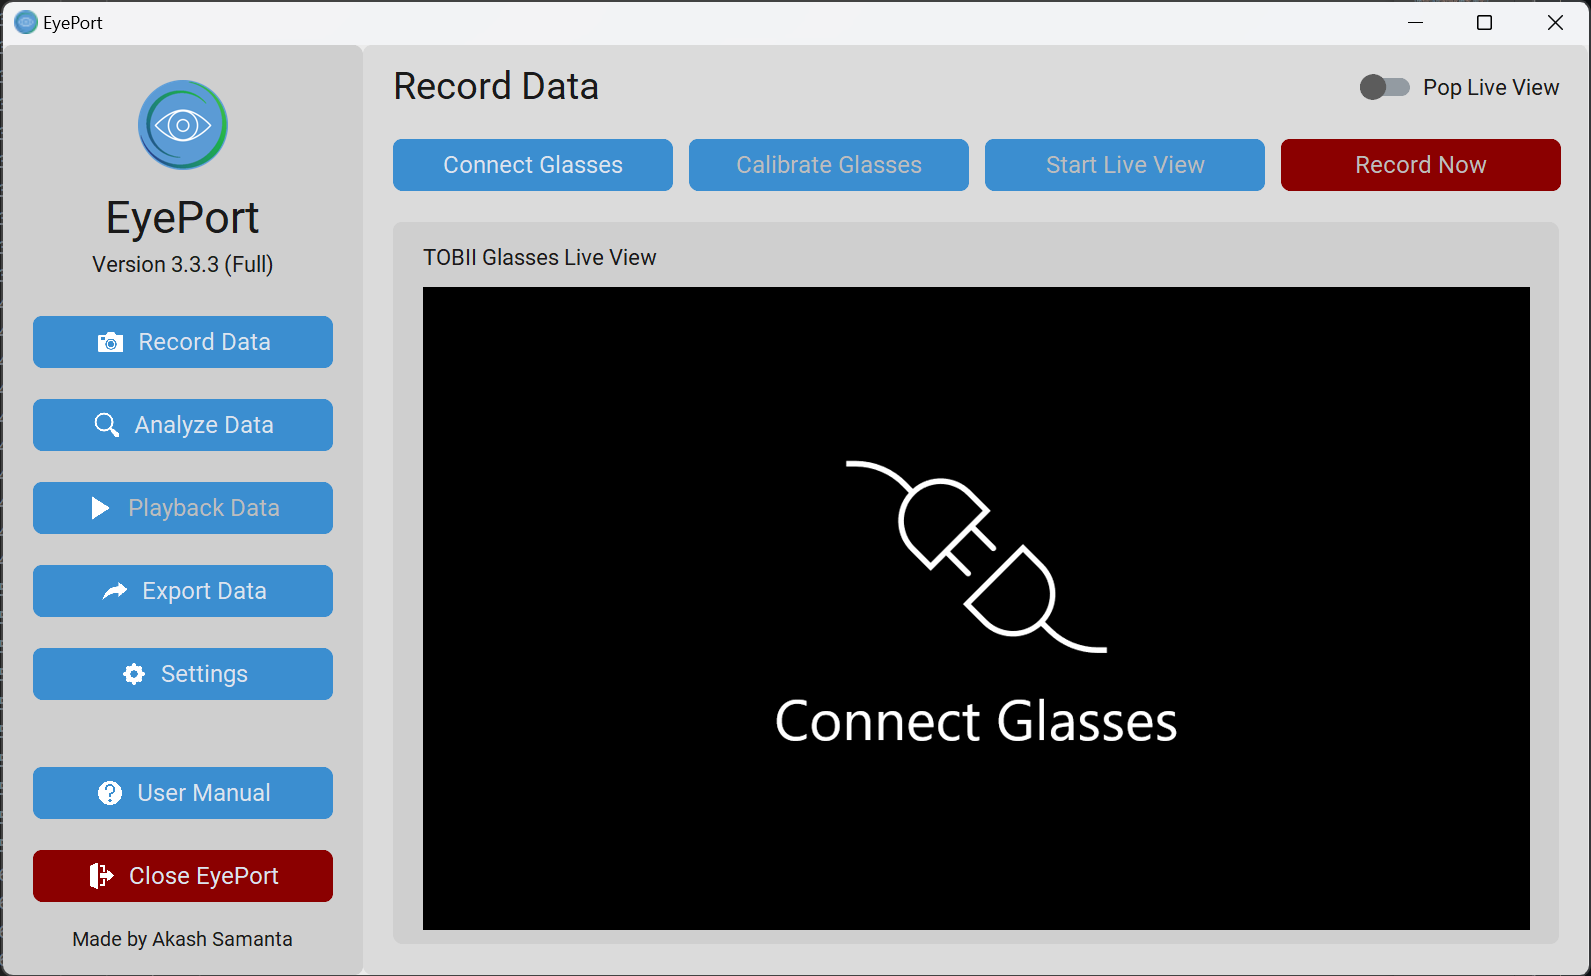 EyePort
EyePort
Version 3.3.3 (Full)
Record Data
Analyze Data
Playback Data
Export Data
Settings
User Manual
Close EyePort
Made by Akash Samanta
Record Data
Pop Live View
Connect Glasses
Calibrate Glasses
Start Live View
Record Now
TOBII Glasses Live View
Connect Glasses